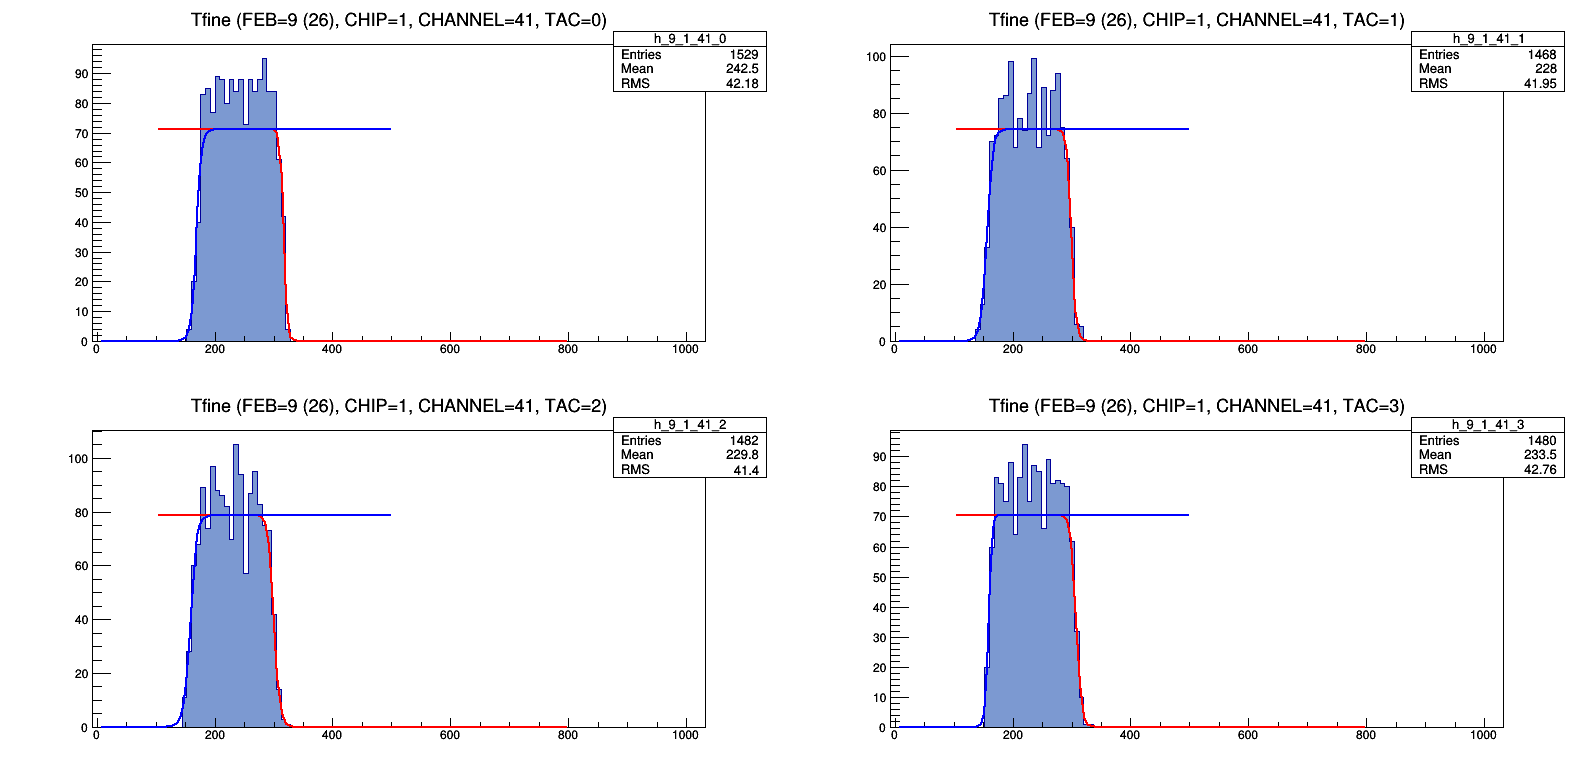 Tfine (FEB=9 (26), CHIP=1, CHANNEL=41, TAC=0)
h_9_1_41_0
Entries 1529
Mean 242.5
RMS 42.18
90
80
70
60
50
40
30
20
10
0
0 200 400 600 800 1000
Tfine (FEB=9 (26), CHIP=1, CHANNEL=41, TAC=1)
h_9_1_41_1
Entries 1468
Mean 228
RMS 41.95
100
80
60
40
20
0
0 200 400 600 800 1000
Tfine (FEB=9 (26), CHIP=1, CHANNEL=41, TAC=2)
h_9_1_41_2
Entries 1482
Mean 229.8
RMS 41.4
100
80
60
40
20
0
0 200 400 600 800 1000
Tfine (FEB=9 (26), CHIP=1, CHANNEL=41, TAC=3)
h_9_1_41_3
Entries 1480
Mean 233.5
RMS 42.76
90
80
70
60
50
40
30
20
10
0
0 200 400 600 800 1000